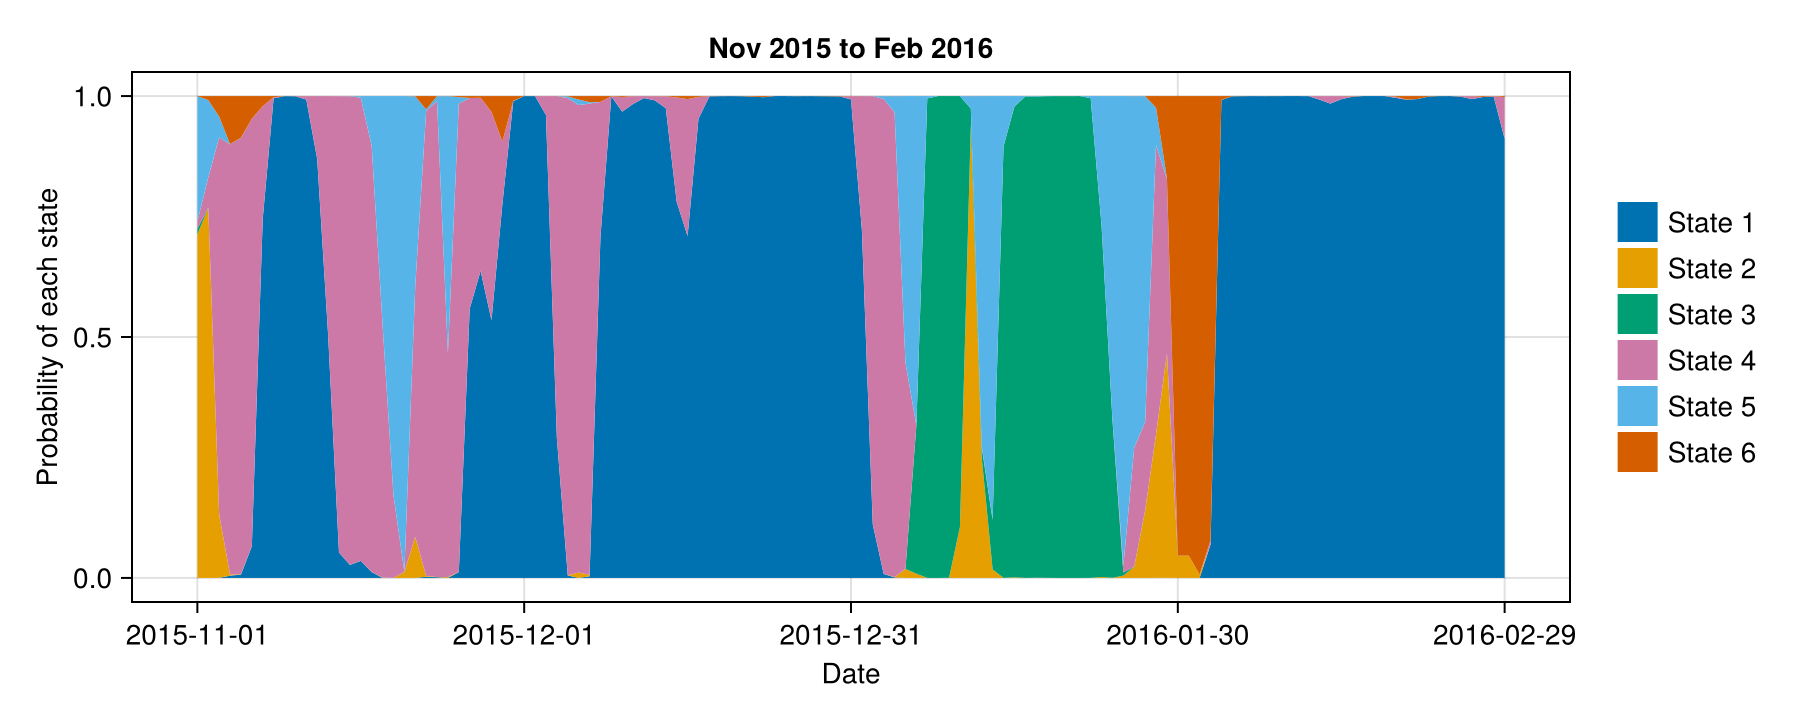 Nov 2015 to Feb 2016
Probability of each state
1.0
0.5
0.0
2015-11-01
2015-12-01
2015-12-31
2016-01-30
2016-02-29
Date
State 1
State 2
State 3
State 4
State 5
State 6